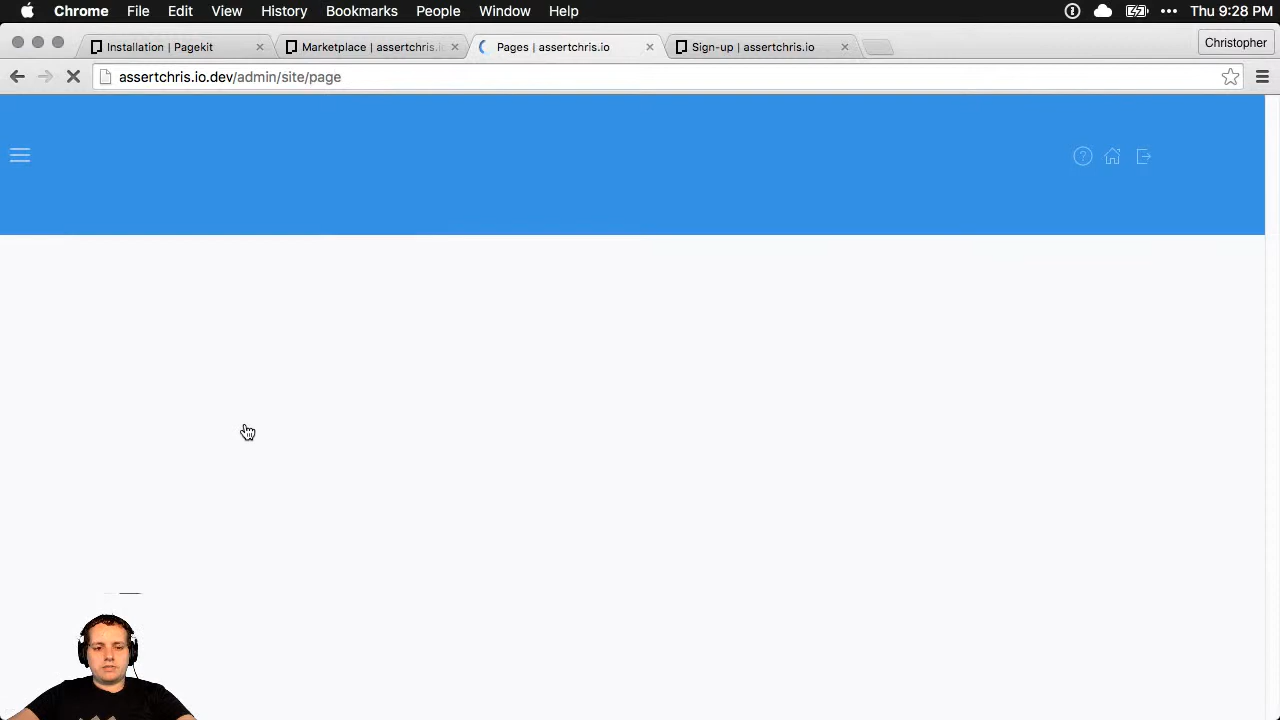 Chrome File Edit View History Bookmarks People Window Help Thu 9:28 PM
Installation | Pagekit Marketplace | assertchris.i Pages | assertchris.io Sign-up | assertchris.io Christopher
assertchris.io.dev/admin/site/page
?